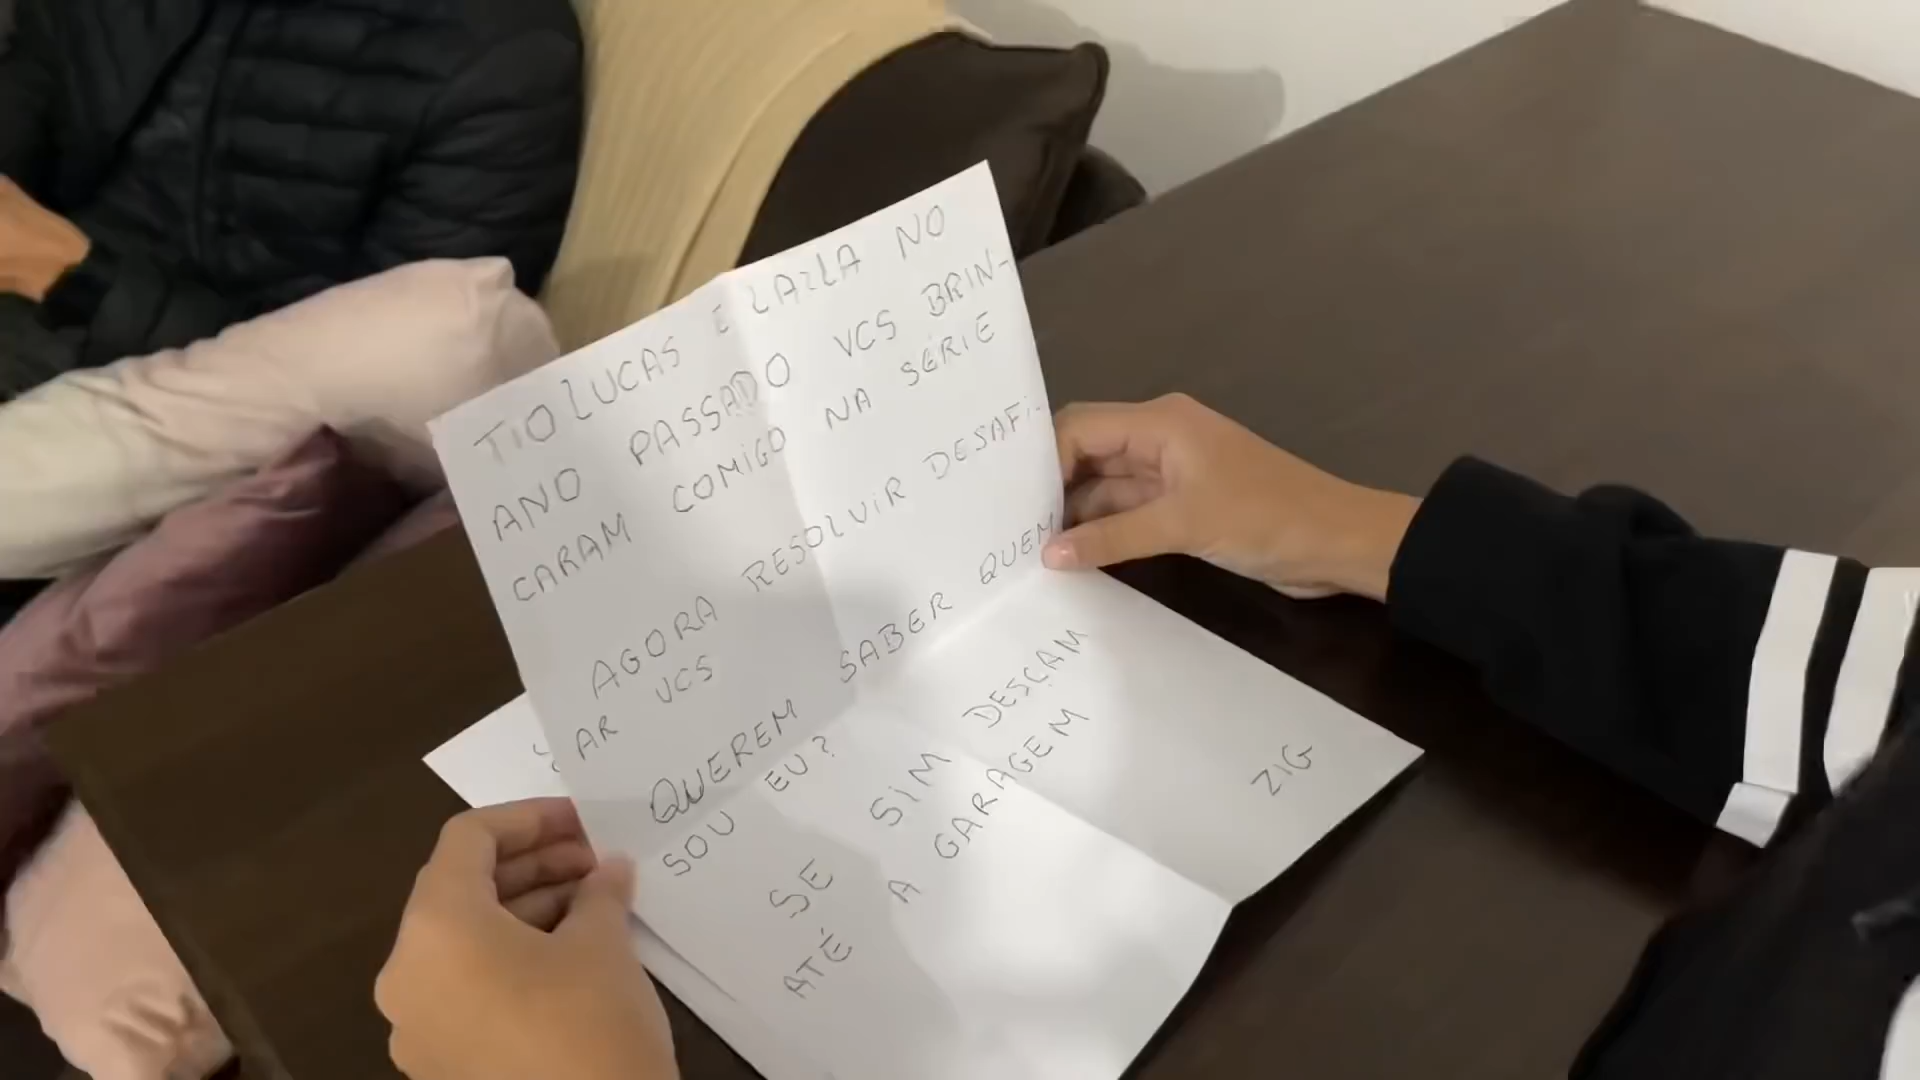 TIO LUCAS E LAILA NO
ANO PASSADO VCS BRIN-
CARAM COMIGO NA SÉRIE
AGORA RESOLVIR DESAFI-
AR VCS
QUEREM SABER QUEM
SOU EU?
SE SIM DESÇAM
ATÉ A GARAGEM
ZIG